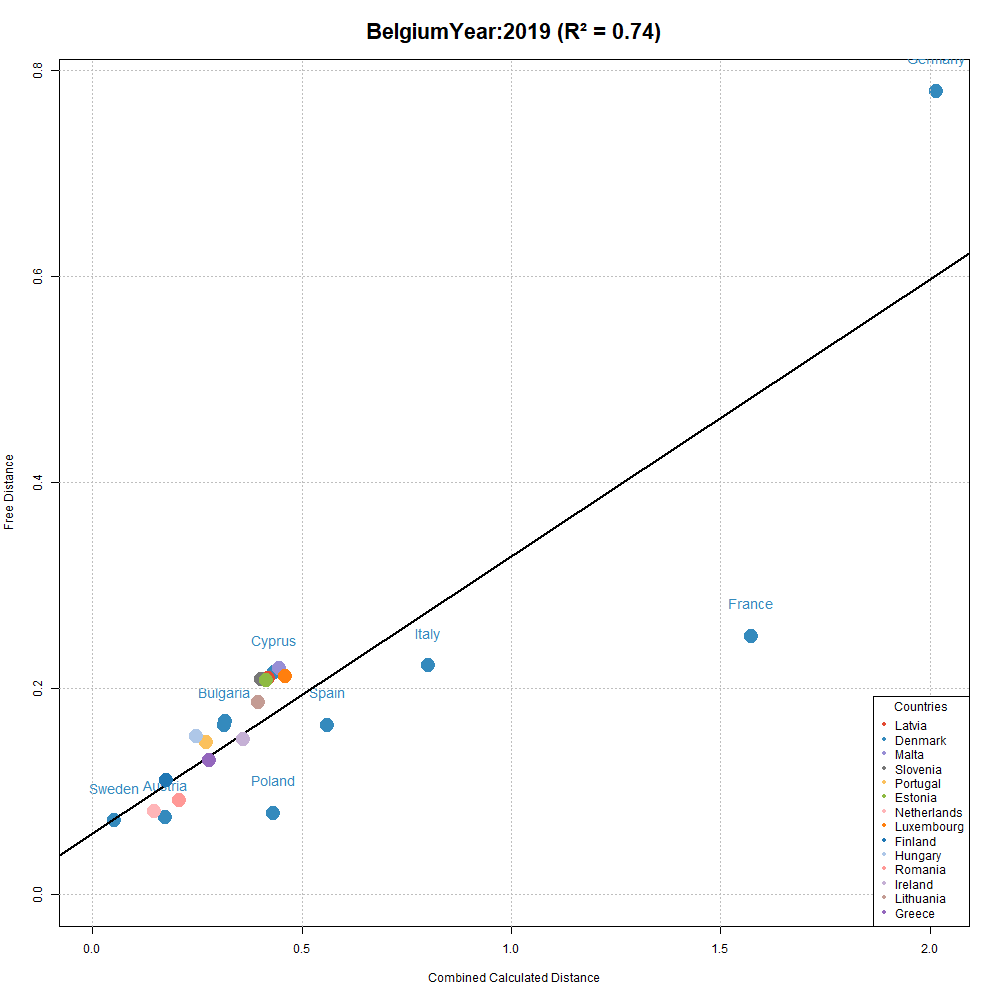 BelgiumYear:2019 (R² = 0.74)
Germany
0.8
0.6
Free Distance
0.4
France
Italy
Cyprus
0.2
Bulgaria
Spain
Poland
Sweden
Austria
0.0
Countries
Latvia
Denmark
Malta
Slovenia
Portugal
Estonia
Netherlands
Luxembourg
Finland
Hungary
Romania
Ireland
Lithuania
Greece
0.0 0.5 1.0 1.5 2.0
Combined Calculated Distance